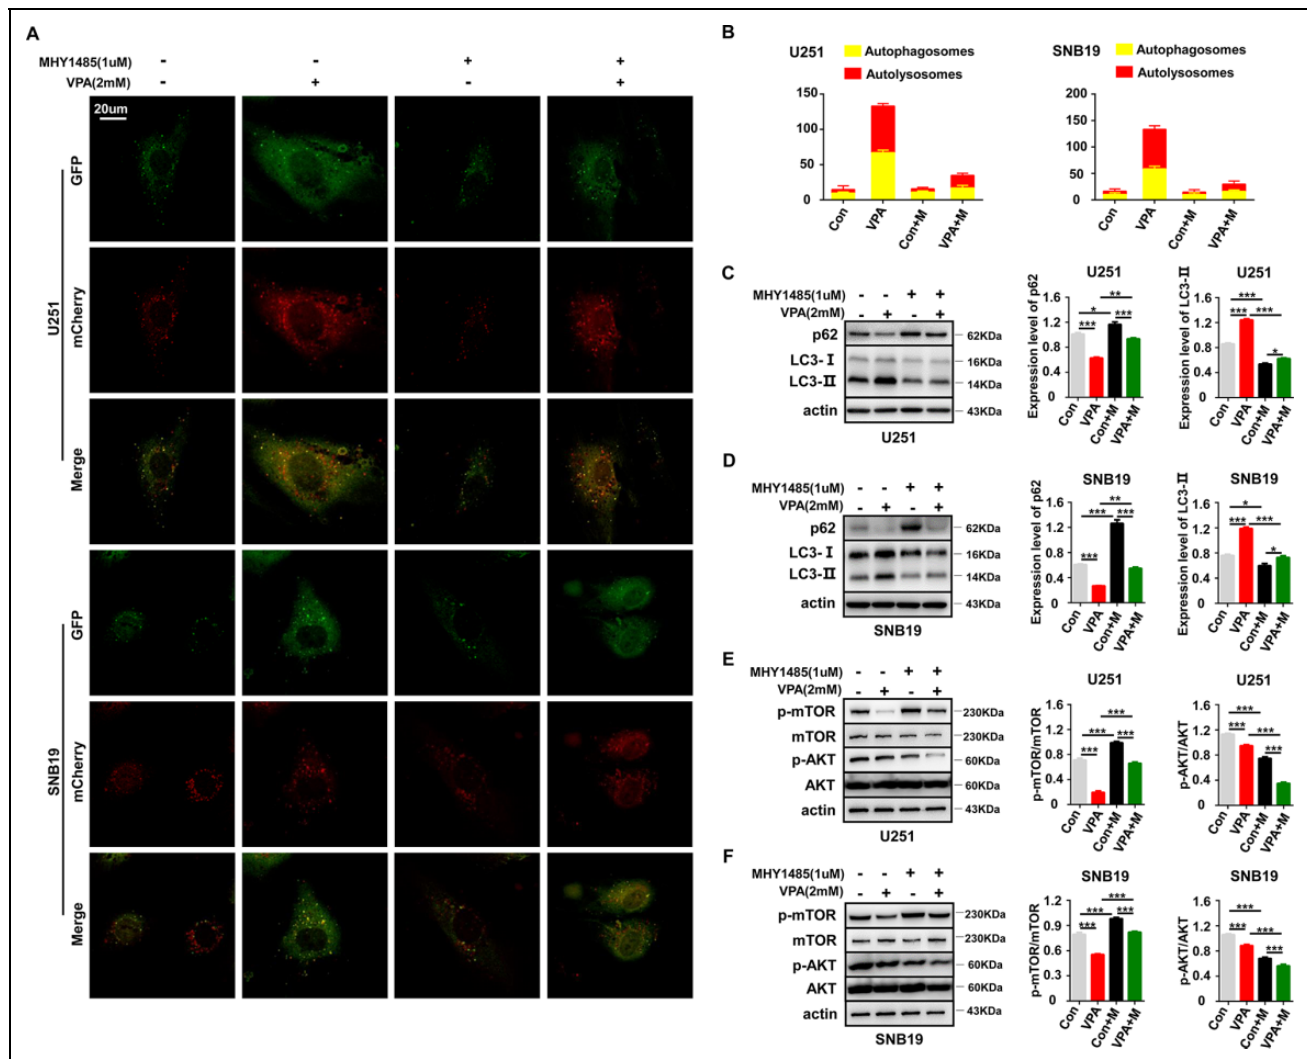 A
MHY1485(1uM) - - + +
VPA(2mM) - + - +
20um
GFP
mCherry
Merge
U251
GFP
mCherry
Merge
SNB19
B
U251
Autophagosomes
Autolysosomes
150
100
50
0
Con VPA Con+M VPA+M
SNB19
Autophagosomes
Autolysosomes
200
150
100
50
0
Con VPA Con+M VPA+M
C
MHY1485(1uM) - - + +
VPA(2mM) - + - +
p62 62KDa
LC3-Ⅰ 16KDa
LC3-Ⅱ 14KDa
actin 43KDa
U251
U251
Expression level of p62
1.6
1.2
0.8
0.4
0
** 
* ***
***
Con VPA Con+M VPA+M
U251
Expression level of LC3-Ⅱ
1.6
1.2
0.8
0.4
0
***
*** ***
*
Con VPA Con+M VPA+M
D
MHY1485(1uM) - - + +
VPA(2mM) - + - +
p62 62KDa
LC3-Ⅰ 16KDa
LC3-Ⅱ 14KDa
actin 43KDa
SNB19
SNB19
Expression level of p62
1.6
1.2
0.8
0.4
0
**
*** ***
***
Con VPA Con+M VPA+M
SNB19
Expression level of LC3-Ⅱ
1.6
1.2
0.8
0.4
0
*
*** ***
*
Con VPA Con+M VPA+M
E
MHY1485(1uM) - - + +
VPA(2mM) - + - +
p-mTOR 230KDa
mTOR 230KDa
p-AKT 60KDa
AKT 60KDa
actin 43KDa
U251
U251
p-mTOR/mTOR
1.6
1.2
0.8
0.4
0
***
*** ***
***
Con VPA Con+M VPA+M
U251
p-AKT/AKT
1.6
1.2
0.8
0.4
0
***
*** ***
***
Con VPA Con+M VPA+M
F
MHY1485(1uM) - - + +
VPA(2mM) - + - +
p-mTOR 230KDa
mTOR 230KDa
p-AKT 60KDa
AKT 60KDa
actin 43KDa
SNB19
SNB19
p-mTOR/mTOR
1.2
0.9
0.6
0.3
0
***
*** ***
***
Con VPA Con+M VPA+M
SNB19
p-AKT/AKT
1.6
1.2
0.8
0.4
0
***
*** ***
***
Con VPA Con+M VPA+M